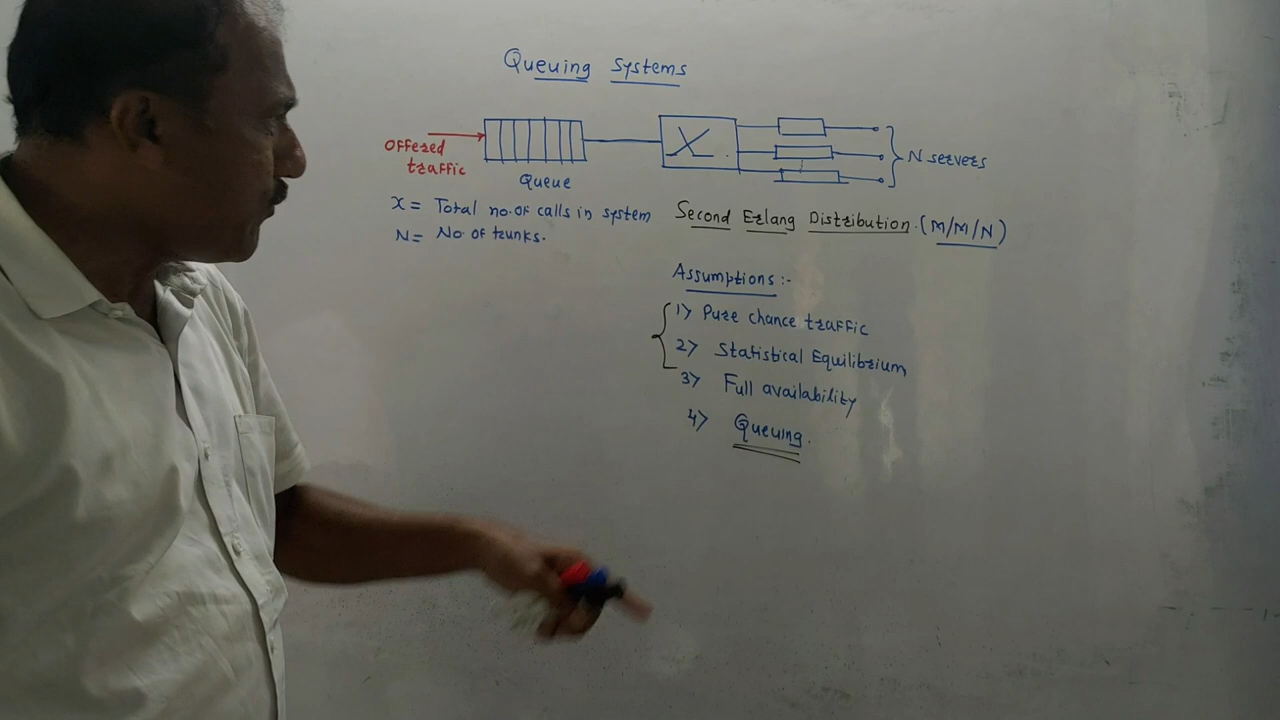 Queuing Systems
Offered traffic
Queue
N servers
X = Total no. of calls in system
N = No. of trunks.
Second Erlang Distribution. (M/M/N)
Assumptions :-
1) Pure chance traffic
2) Statistical Equilibrium
3) Full availability
4) Queuing.